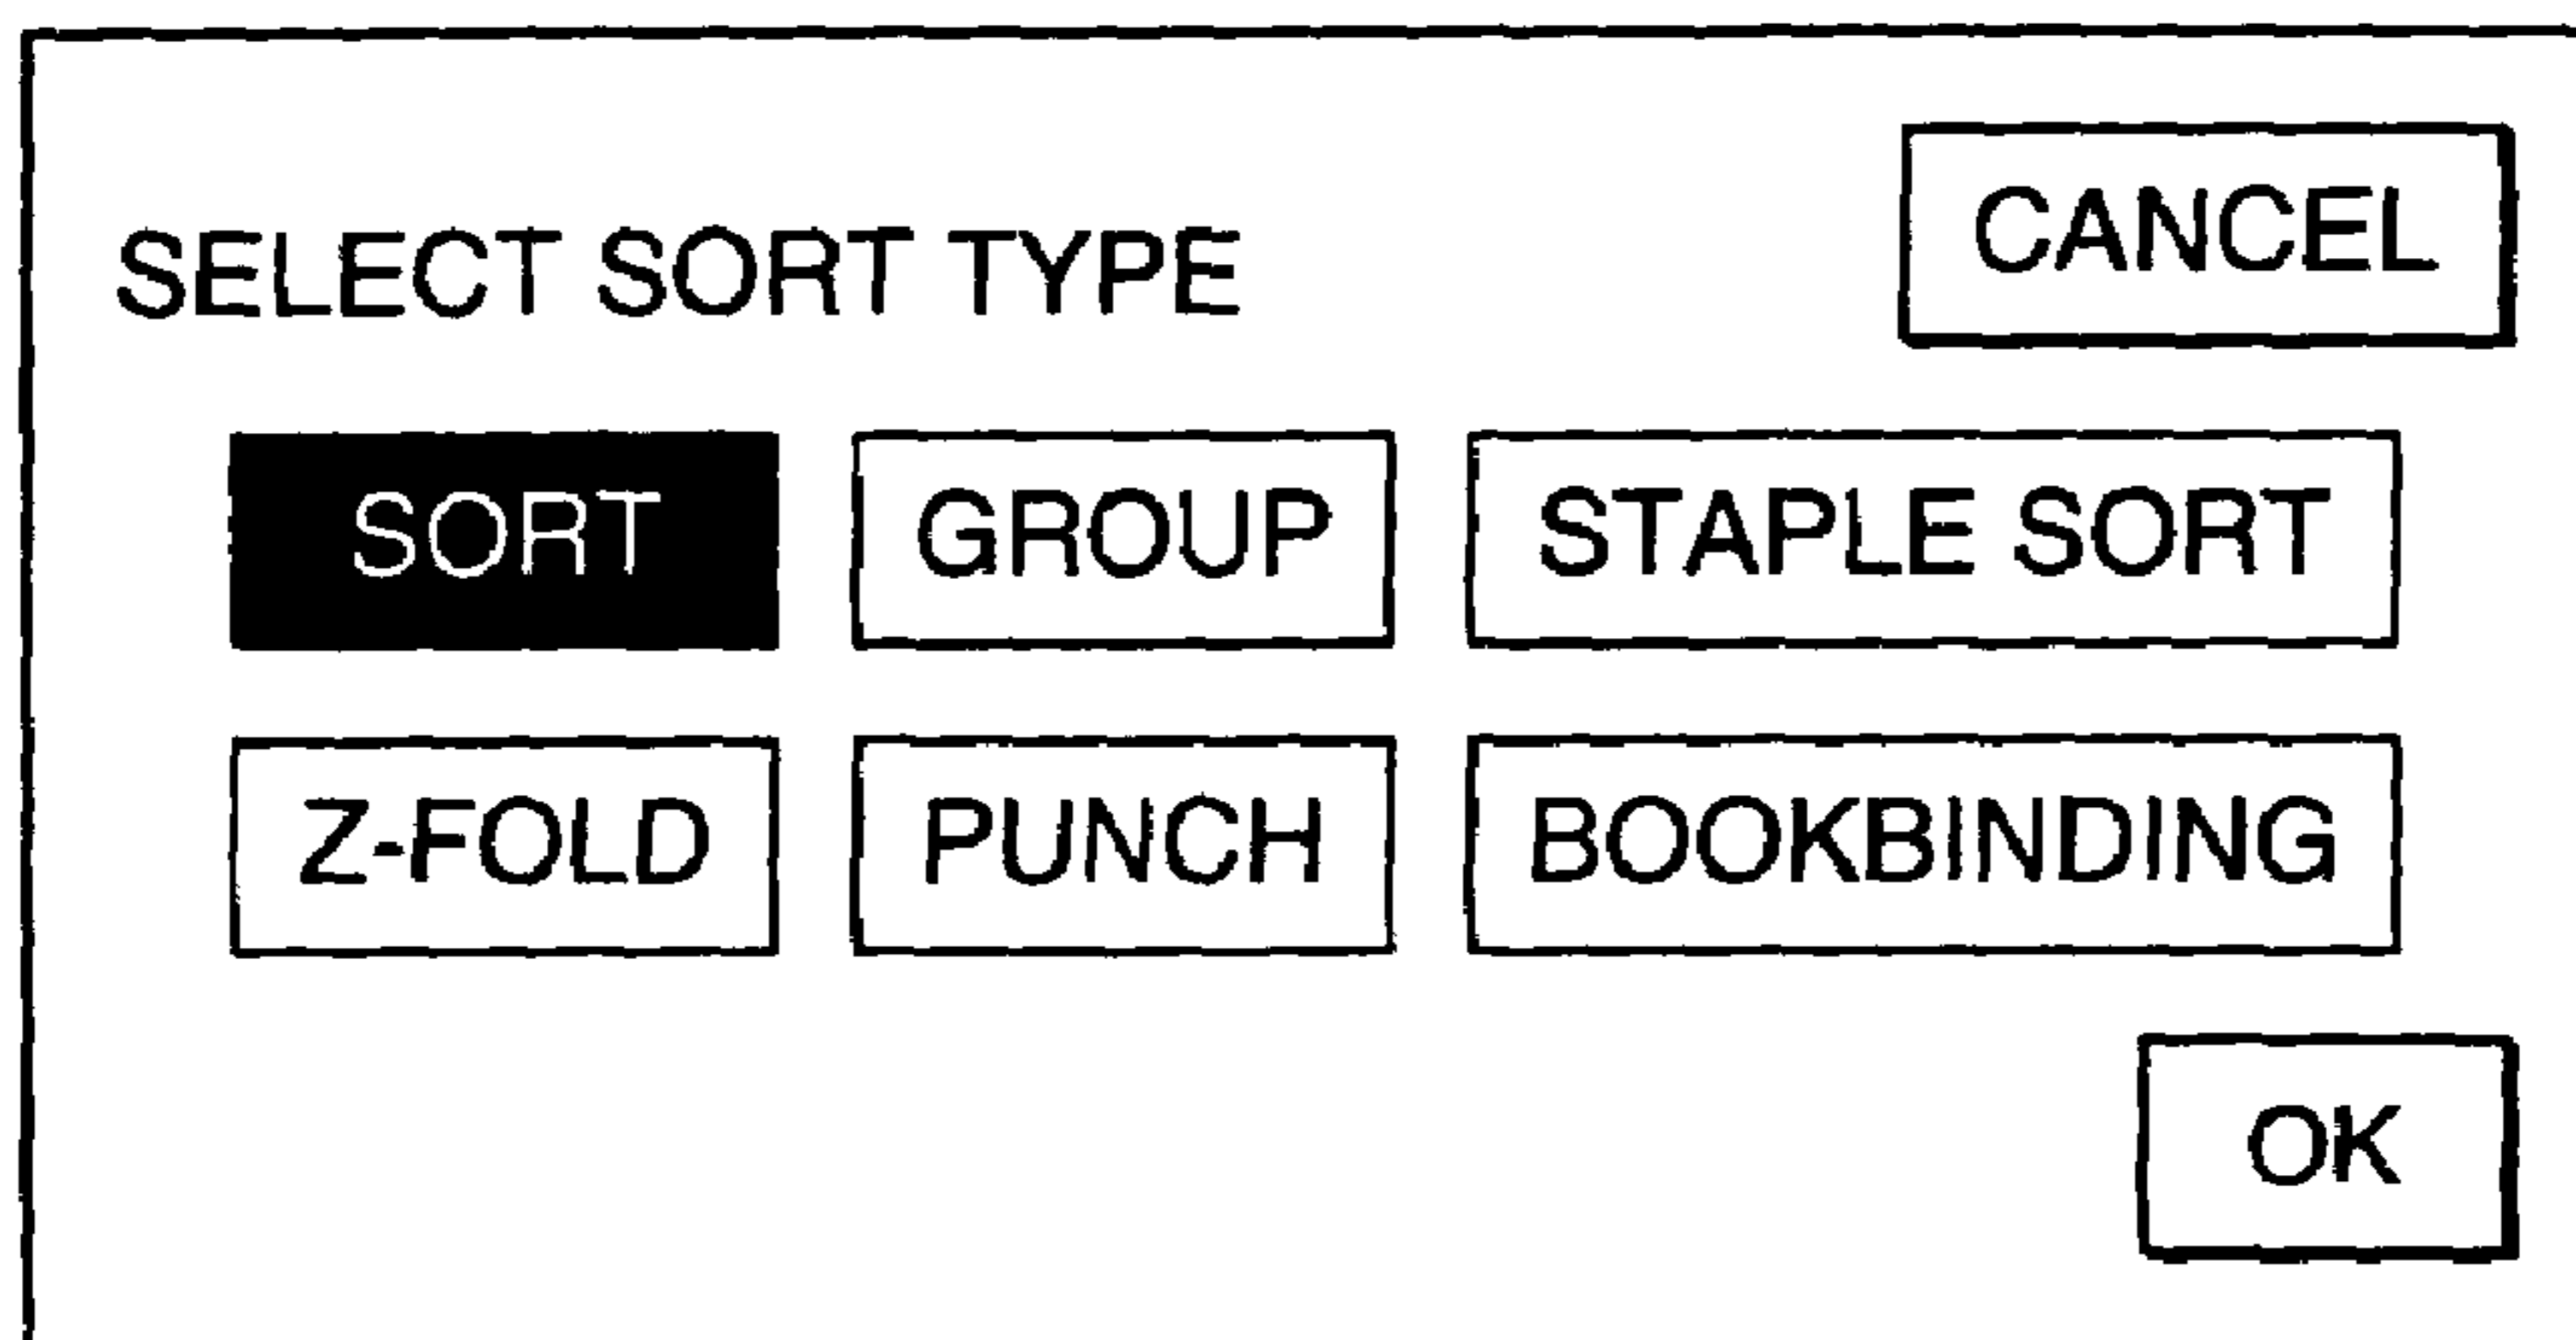 CANCEL
SELECT SORT TYPE
SORT GROUP STAPLE SORT
Z-FOLD PUNCH BOOKBINDING
OK